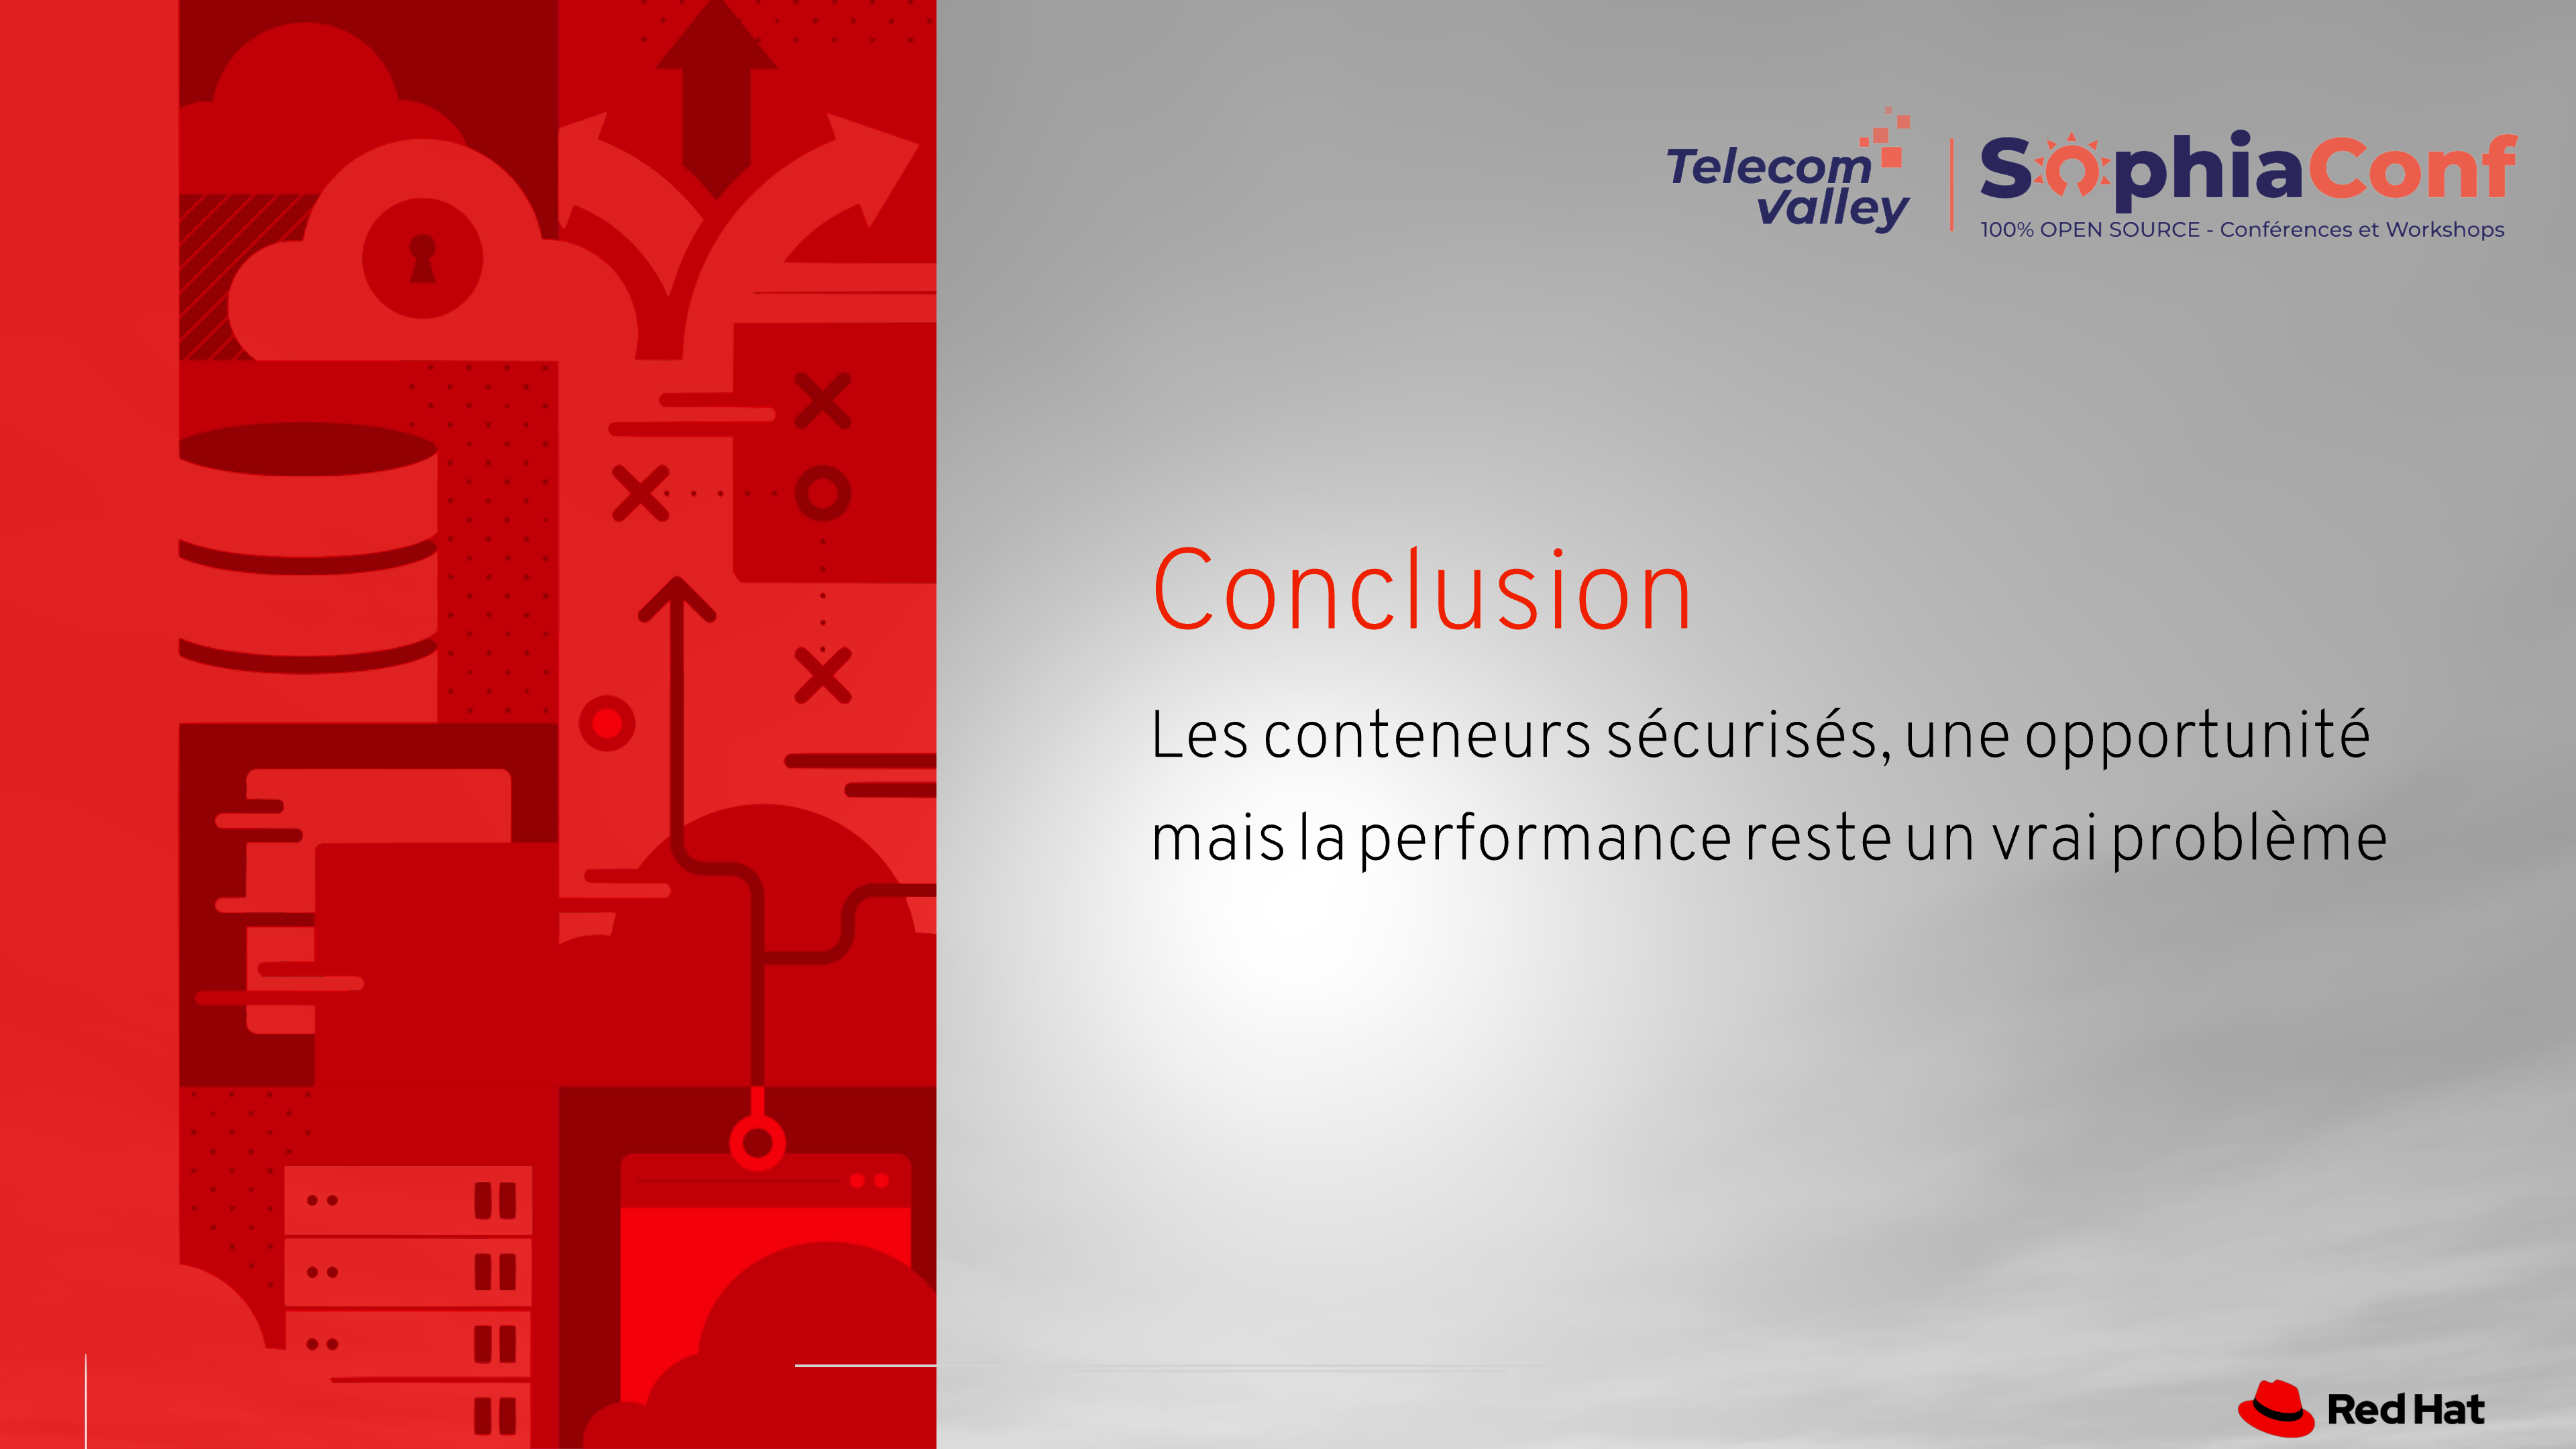 Telecom
Valley
SophiaConf
100% OPEN SOURCE - Conférences et Workshops
Conclusion
Les conteneurs sécurisés, une opportunité
mais la performance reste un vrai problème
Red Hat